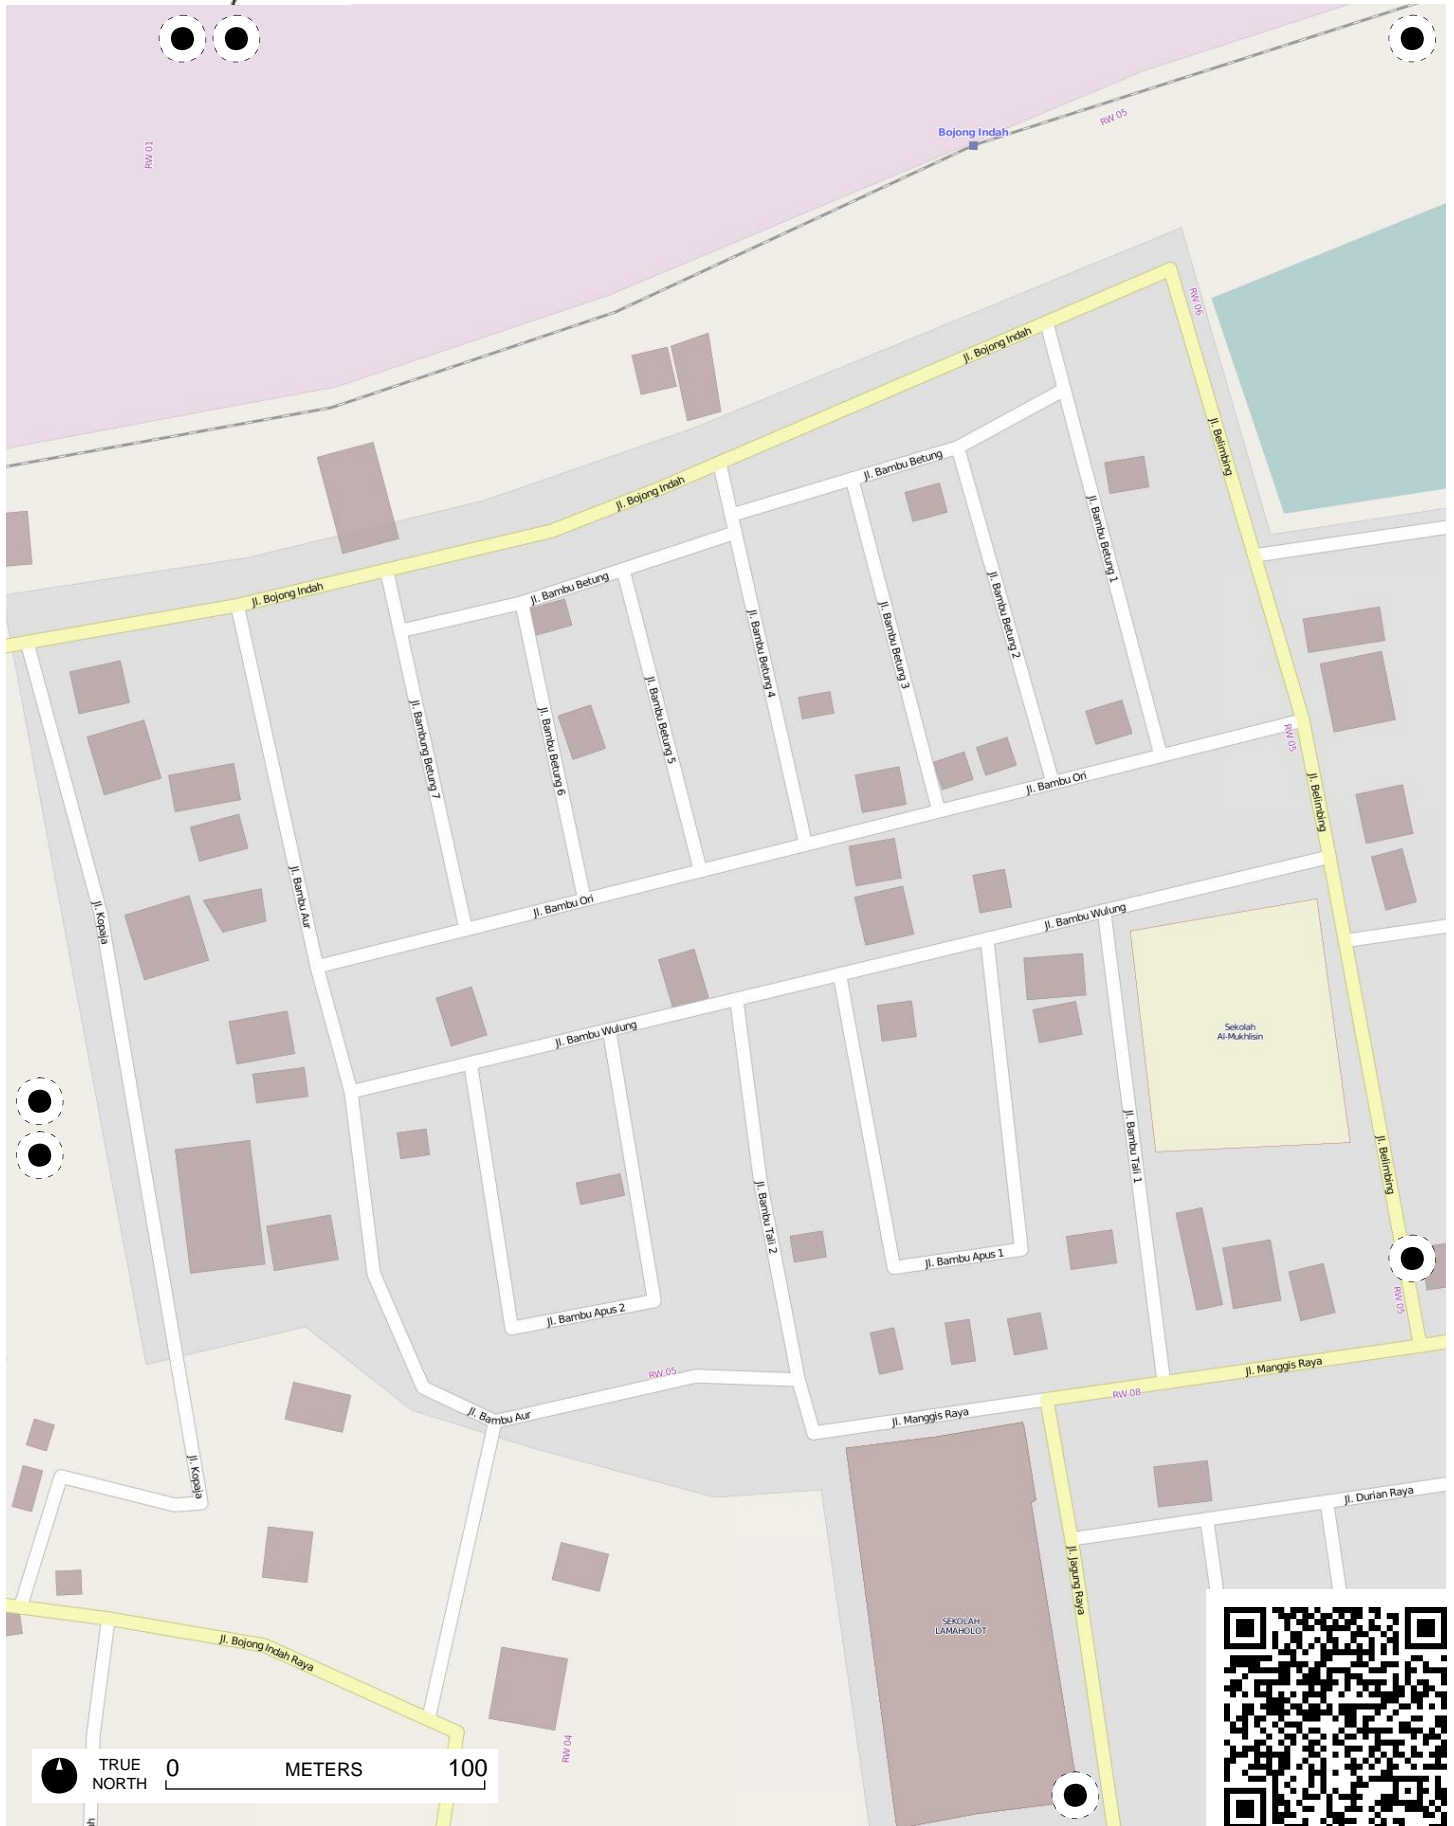 Bojong Indah
RW 05
RW 01
RW 06
Jl. Bojong Indah
Jl. Belimbing
Jl. Bambu Betung
Jl. Bojong Indah
Jl. Bambu Betung 1
Jl. Bambu Betung
Jl. Bojong Indah
Jl. Bambu Betung 2
Jl. Bambu Betung 3
Jl. Bambu Betung 4
Jl. Bambu Betung 5
Jl. Bambu Betung 6
Jl. Bambung Betung 7
RW 05
Jl. Bambu Ori
Jl. Belimbing
Jl. Bambu Aur
Jl. Bambu Ori
Jl. Kopaja
Jl. Bambu Wulung
Jl. Bambu Wulung
Sekolah
Al-Mukhlisin
Jl. Bambu Tali 1
Jl. Belimbing
Jl. Bambu Tali 2
Jl. Bambu Apus 1
Jl. Bambu Apus 2
RW 05
RW 05
Jl. Manggis Raya
RW 08
Jl. Bambu Aur
Jl. Manggis Raya
Jl. Kopaja
Jl. Durian Raya
Jl. Jagung Raya
SEKOLAH
LAMAHOLOT
Jl. Bojong Indah Raya
RW 04
TRUE
NORTH
0 METERS 100